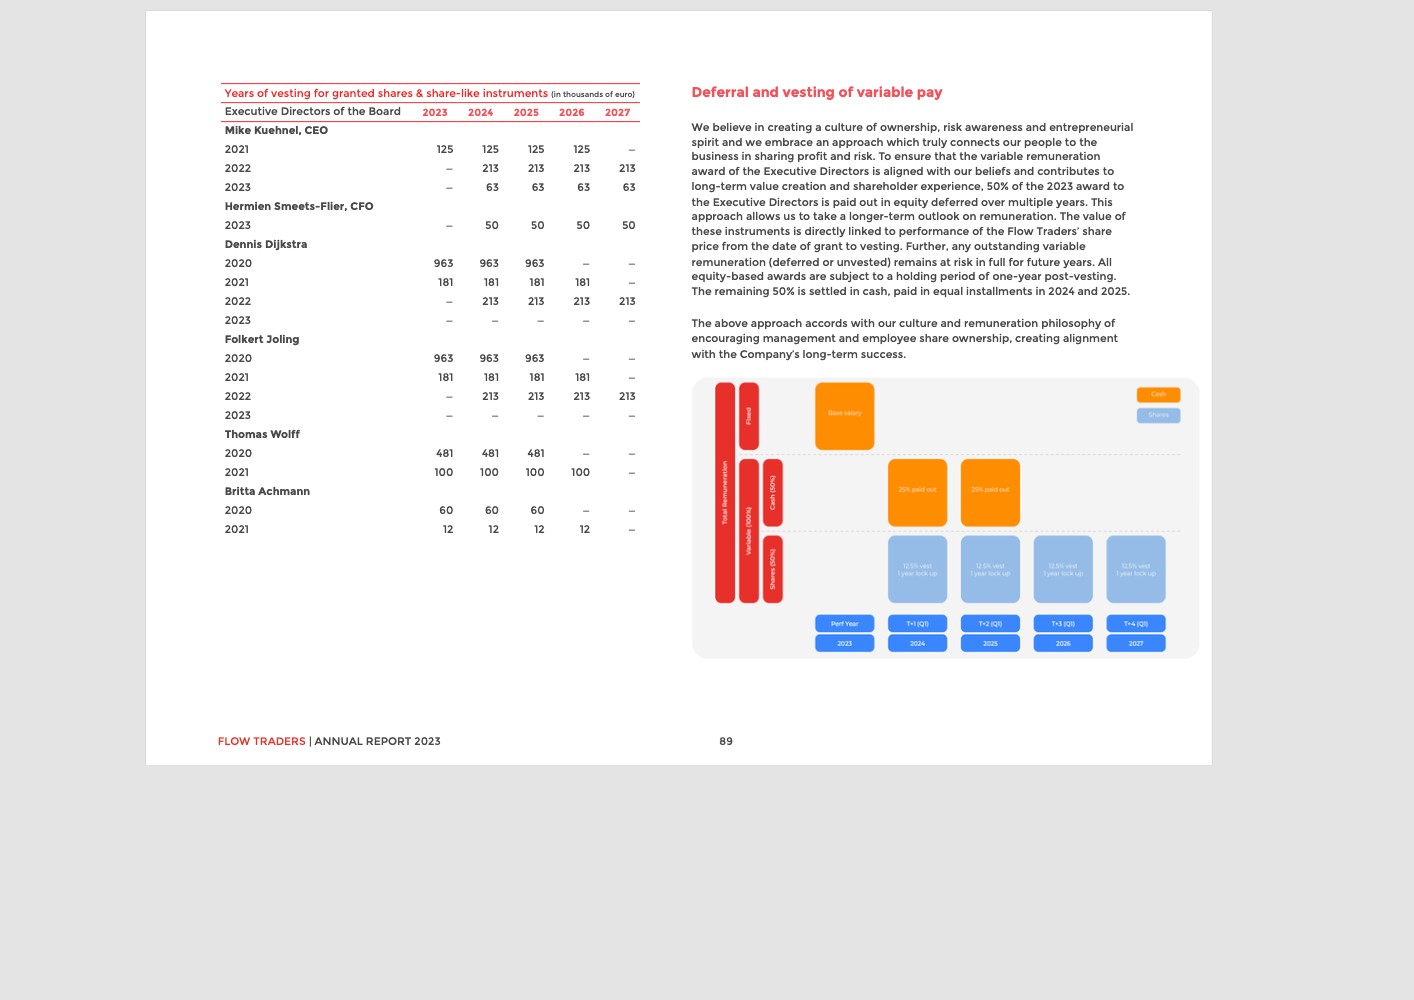 Years of vesting for granted shares & share-like instruments (in thousands of euro)
Executive Directors of the Board 2023 2024 2025 2026 2027
Mike Kuehnel, CEO
2021 125 125 125 125 –
2022 – 213 213 213 213
2023 – 63 63 63 63
Hermien Smeets-Flier, CFO
2023 – 50 50 50 50
Dennis Dijkstra
2020 963 963 963 – –
2021 181 181 181 181 –
2022 – 213 213 213 213
2023 – – – – –
Folkert Joling
2020 963 963 963 – –
2021 181 181 181 181 –
2022 – 213 213 213 213
2023 – – – – –
Thomas Wolff
2020 481 481 481 – –
2021 100 100 100 100 –
Britta Achmann
2020 60 60 60 – –
2021 12 12 12 12 –
Deferral and vesting of variable pay
We believe in creating a culture of ownership, risk awareness and entrepreneurial
spirit and we embrace an approach which truly connects our people to the
business in sharing profit and risk. To ensure that the variable remuneration
award of the Executive Directors is aligned with our beliefs and contributes to
long-term value creation and shareholder experience, 50% of the 2023 award to
the Executive Directors is paid out in equity deferred over multiple years. This
approach allows us to take a longer-term outlook on remuneration. The value of
these instruments is directly linked to performance of the Flow Traders' share
price from the date of grant to vesting. Further, any outstanding variable
remuneration (deferred or unvested) remains at risk in full for future years. All
equity-based awards are subject to a holding period of one-year post-vesting.
The remaining 50% is settled in cash, paid in equal installments in 2024 and 2025.
The above approach accords with our culture and remuneration philosophy of
encouraging management and employee share ownership, creating alignment
with the Company's long-term success.
Total Remuneration
Fixed
Base salary
Cash
Shares
Variable (100%)
Cash (50%)
25% paid out
25% paid out
Shares (50%)
12.5% vest
1 year lock up
12.5% vest
1 year lock up
12.5% vest
1 year lock up
12.5% vest
1 year lock up
Perf Year T+1 (Q1) T+2 (Q1) T+3 (Q1) T+4 (Q1)
2023 2024 2025 2026 2027
FLOW TRADERS | ANNUAL REPORT 2023 89